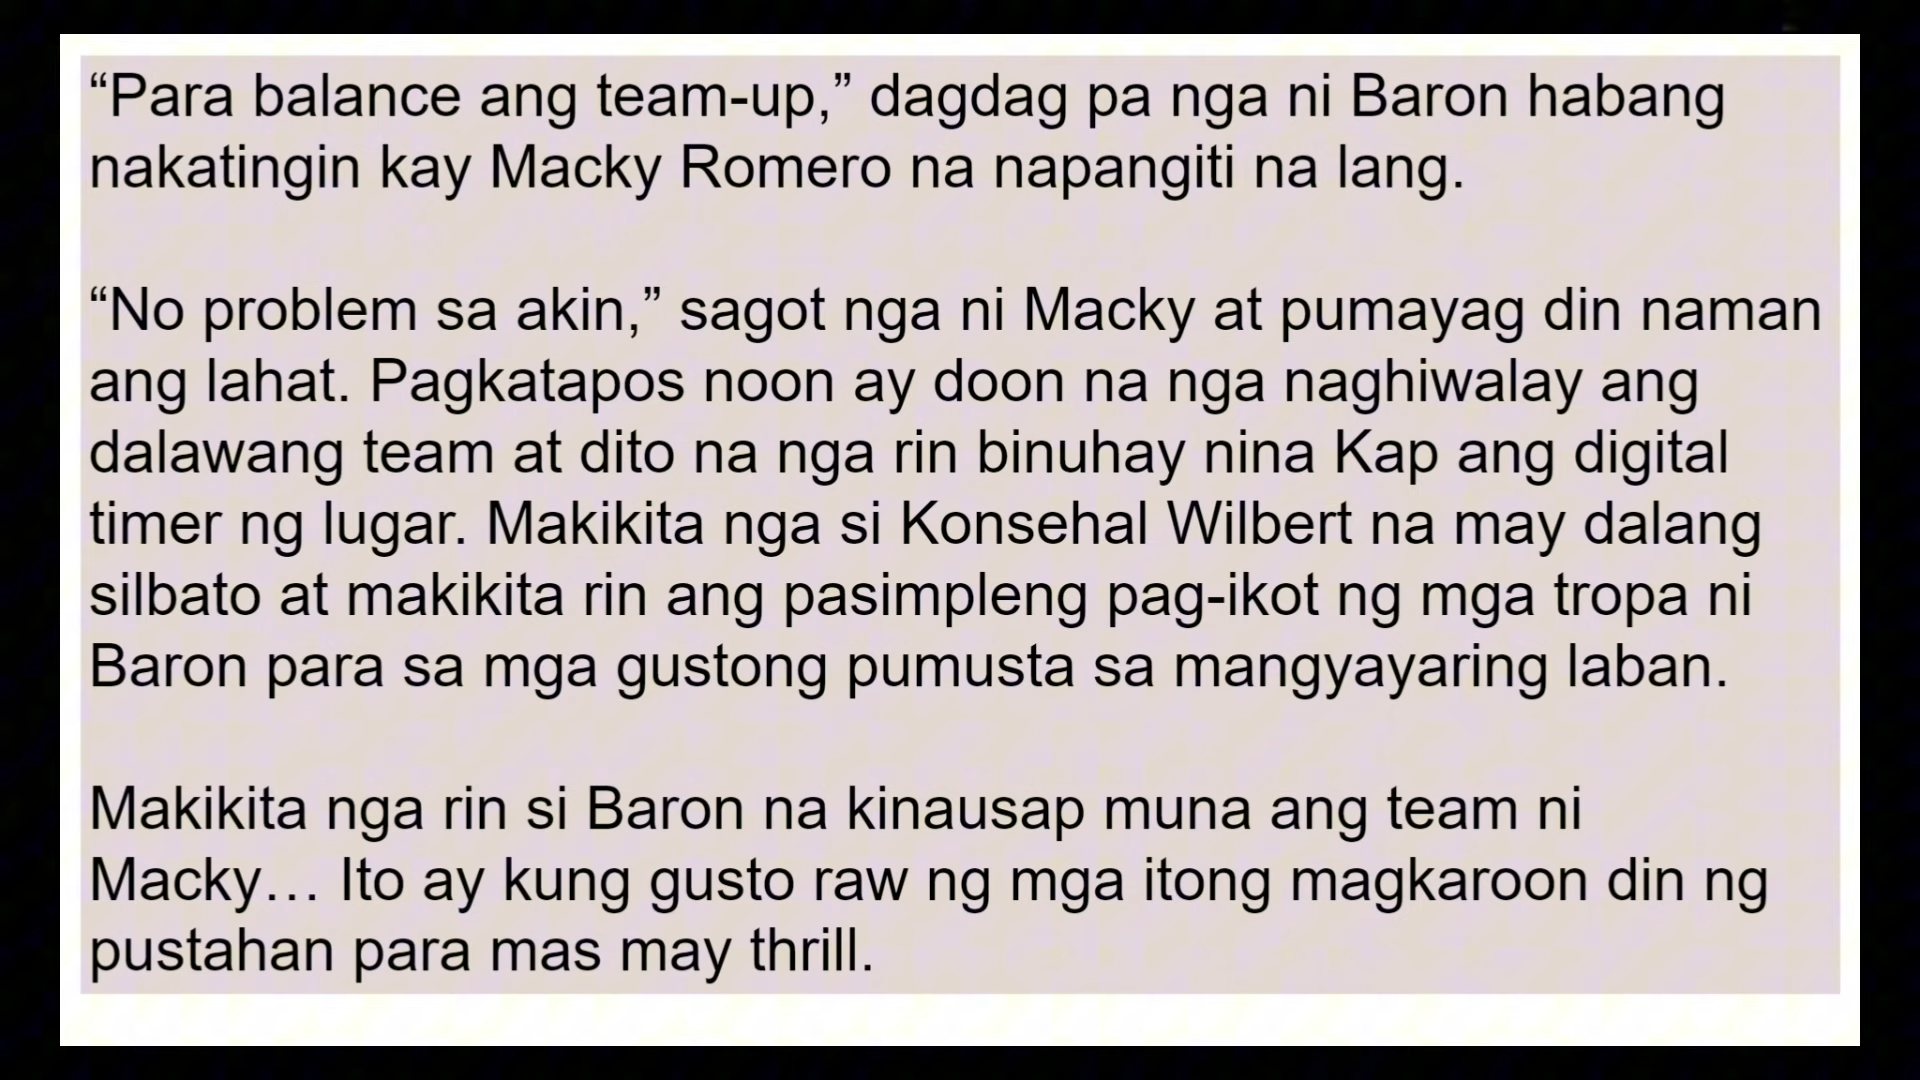 “Para balance ang team-up,” dagdag pa nga ni Baron habang
nakatingin kay Macky Romero na napangiti na lang.
“No problem sa akin,” sagot nga ni Macky at pumayag din naman
ang lahat. Pagkatapos noon ay doon na nga naghiwalay ang
dalawang team at dito na nga rin binuhay nina Kap ang digital
timer ng lugar. Makikita nga si Konsehal Wilbert na may dalang
silbato at makikita rin ang pasimpleng pag-ikot ng mga tropa ni
Baron para sa mga gustong pumusta sa mangyayaring laban.
Makikita nga rin si Baron na kinausap muna ang team ni
Macky… Ito ay kung gusto raw ng mga itong magkaroon din ng
pustahan para mas may thrill.